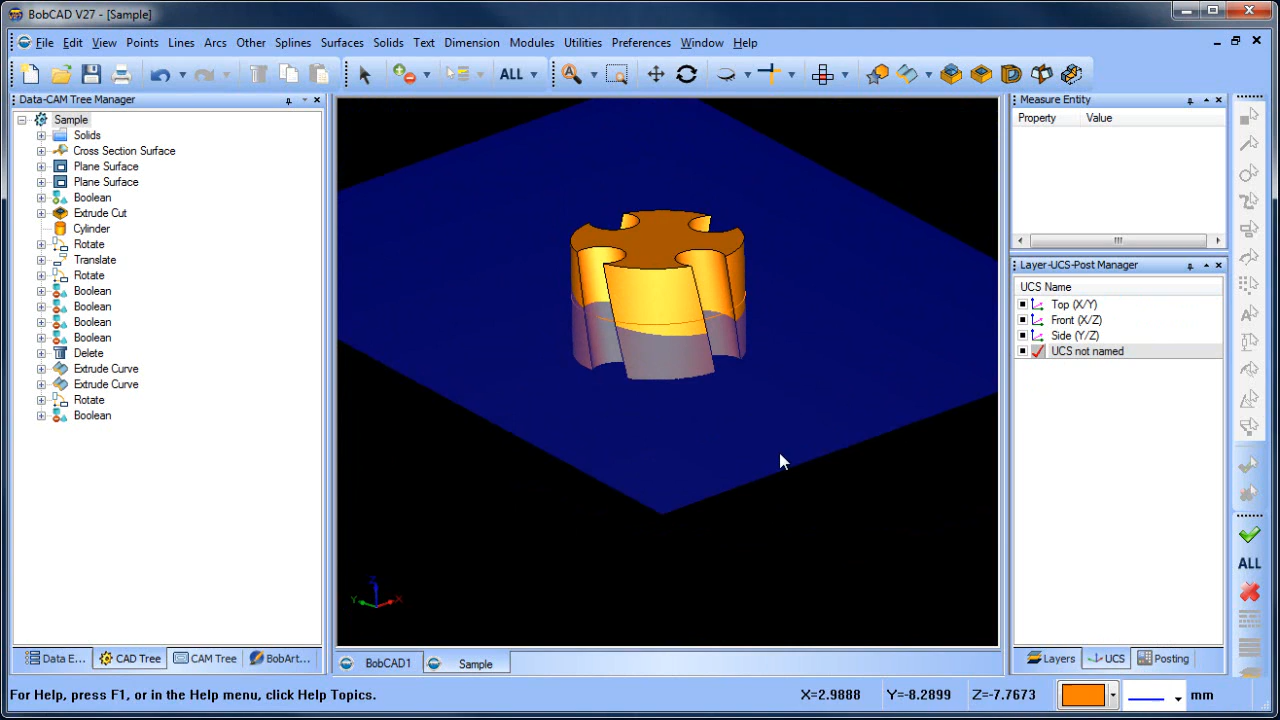 BobCAD V27 - [Sample]
File Edit View Points Lines Arcs Other Splines Surfaces Solids Text Dimension Modules Utilities Preferences Window Help
ALL
Data-CAM Tree Manager
Sample
Solids
Cross Section Surface
Plane Surface
Plane Surface
Boolean
Extrude Cut
Cylinder
Rotate
Translate
Rotate
Boolean
Boolean
Boolean
Boolean
Delete
Extrude Curve
Extrude Curve
Rotate
Boolean
Data E... CAD Tree CAM Tree BobArt...
Z
Y X
BobCAD1 Sample
Measure Entity
Property Value
Layer-UCS-Post Manager
UCS Name
Top (X/Y)
Front (X/Z)
Side (Y/Z)
UCS not named
Layers UCS Posting
ALL
For Help, press F1, or in the Help menu, click Help Topics. X=2.9888 Y=-8.2899 Z=-7.7673 mm